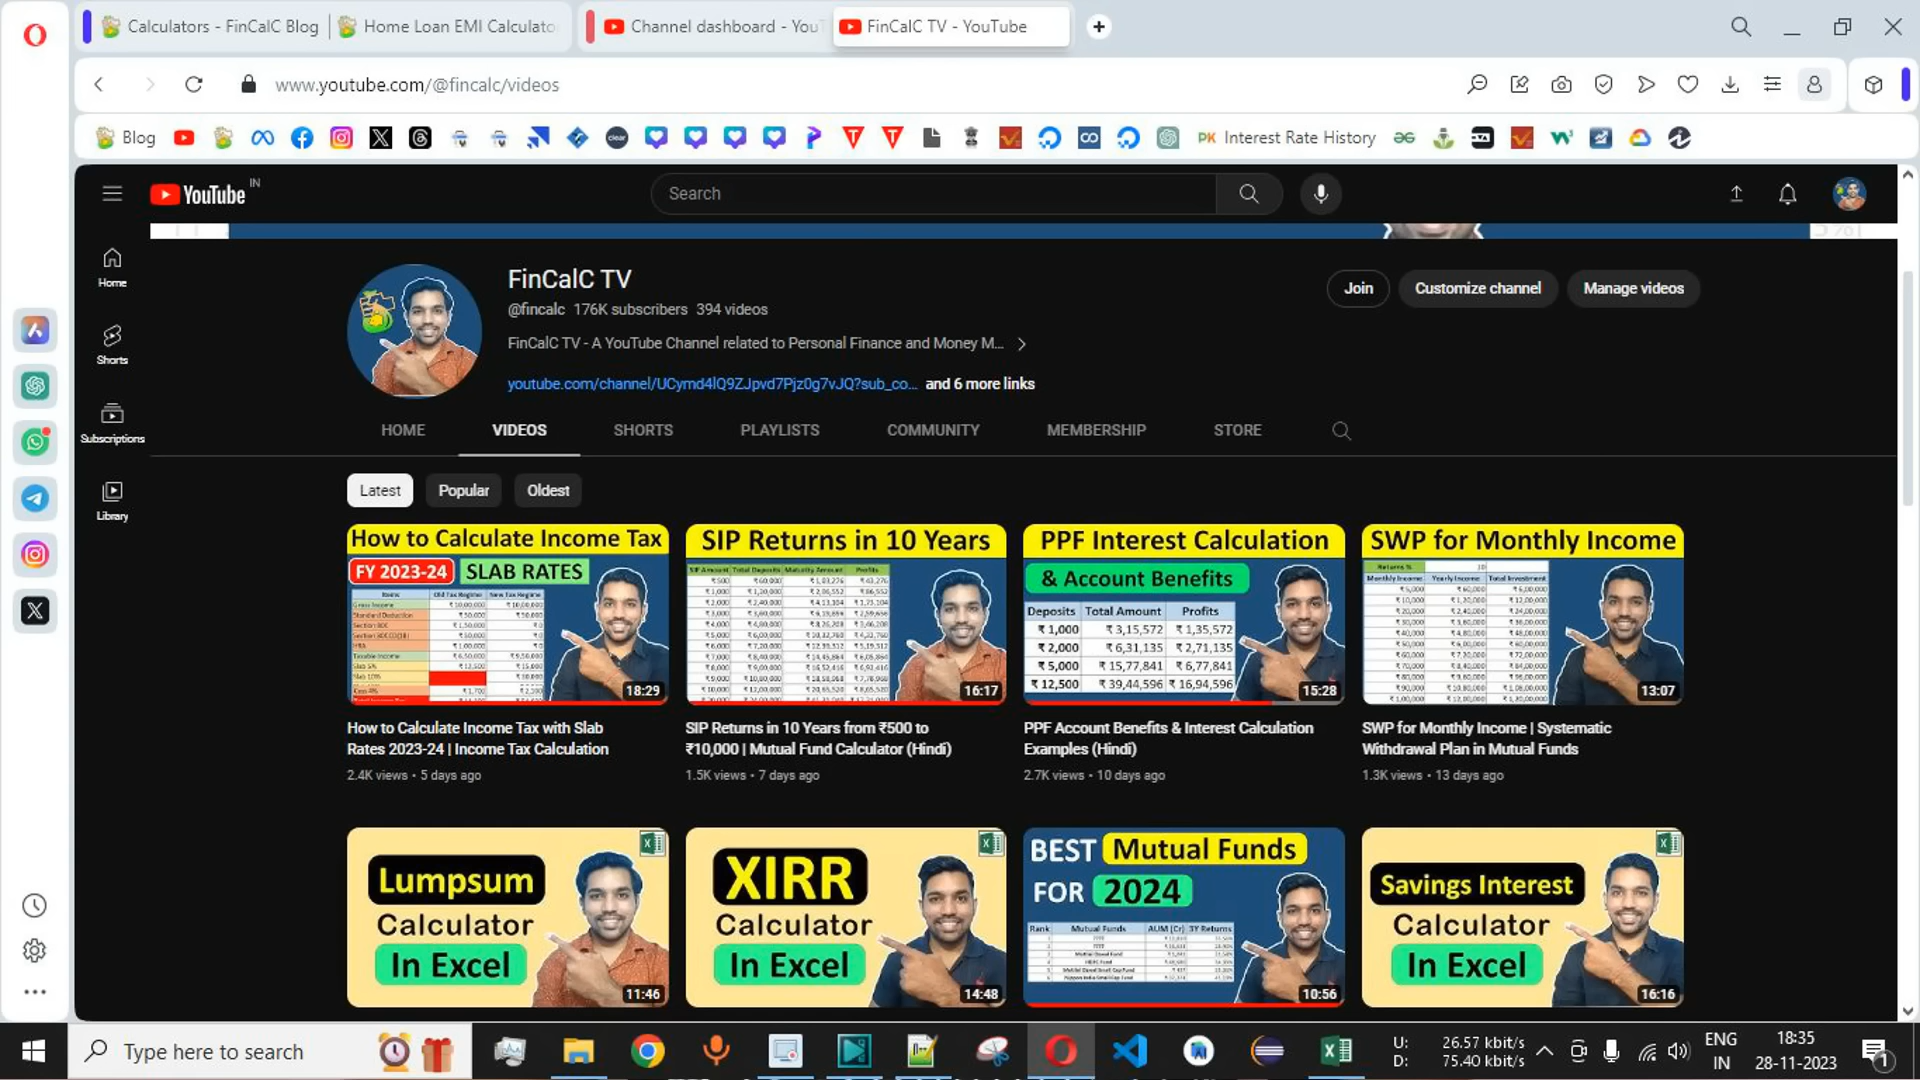 Calculators - FinCalC Blog
Home Loan EMI Calculato
Channel dashboard - YouT
FinCalC TV - YouTube
www.youtube.com/@fincalc/videos
Blog
PK Interest Rate History
YouTube IN
Search
Home
Shorts
Subscriptions
Library
FinCalC TV
@fincalc 176K subscribers 394 videos
FinCalC TV - A YouTube Channel related to Personal Finance and Money M...
youtube.com/channel/UCymd4lQ9ZJpvd7Pjz0g7vJQ?sub_co... and 6 more links
Join
Customize channel
Manage videos
HOME VIDEOS SHORTS PLAYLISTS COMMUNITY MEMBERSHIP STORE
Latest Popular Oldest
How to Calculate Income Tax
FY 2023-24 SLAB RATES
18:29
SIP Returns in 10 Years
16:17
PPF Interest Calculation
& Account Benefits
Deposits Total Amount Profits
₹ 1,000 ₹ 3,15,572 ₹ 1,35,572
₹ 2,000 ₹ 6,31,135 ₹ 2,71,135
₹ 5,000 ₹ 15,77,841 ₹ 6,77,841
₹ 12,500 ₹ 39,44,596 ₹ 16,94,596
15:28
SWP for Monthly Income
13:07
How to Calculate Income Tax with Slab
Rates 2023-24 | Income Tax Calculation
2.4K views • 5 days ago
SIP Returns in 10 Years from ₹500 to
₹10,000 | Mutual Fund Calculator (Hindi)
1.5K views • 7 days ago
PPF Account Benefits & Interest Calculation
Examples (Hindi)
2.7K views • 10 days ago
SWP for Monthly Income | Systematic
Withdrawal Plan in Mutual Funds
1.3K views • 13 days ago
Lumpsum
Calculator
In Excel
11:46
XIRR
Calculator
In Excel
14:48
BEST Mutual Funds
FOR 2024
Rank Mutual Funds AUM (Cr) 3Y Returns
10:56
Savings Interest
Calculator
In Excel
16:16
Type here to search
U: 26.57 kbit/s
D: 75.40 kbit/s
ENG
IN
18:35
28-11-2023
1